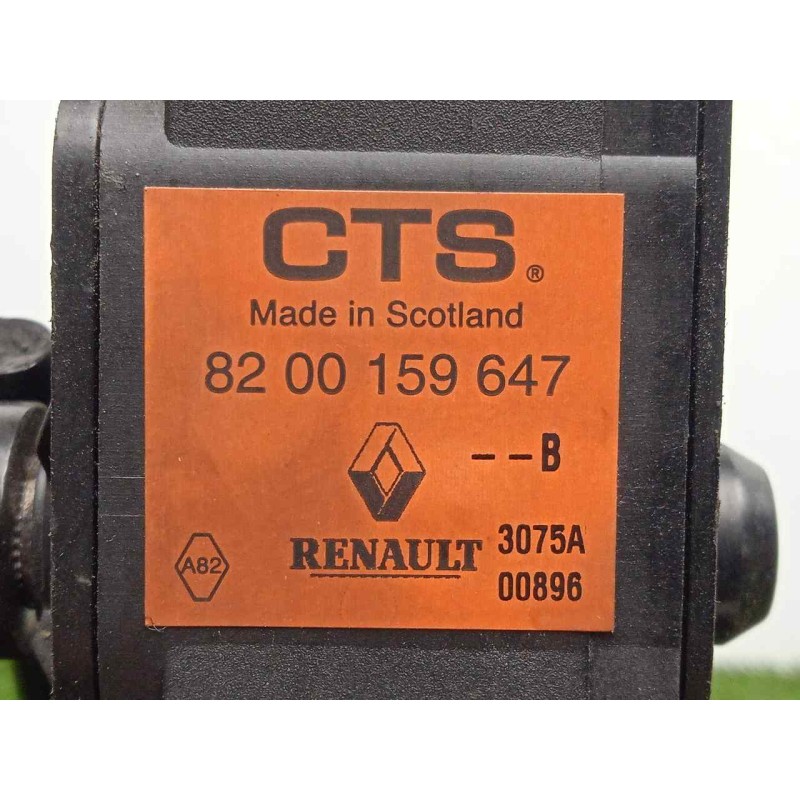 CTS®
Made in Scotland
82 00 159 647
--B
A82
RENAULT
3075A
00896